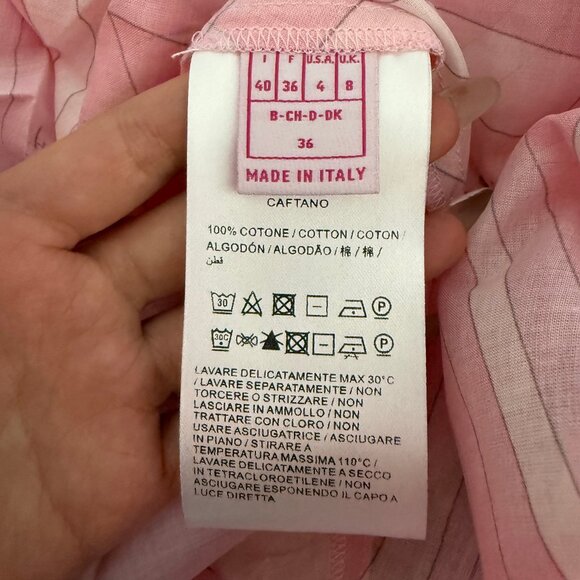 I F U.S.A. U.K.
40 36 4 8
B-CH-D-DK
36
MADE IN ITALY
CAFTANO
100% COTONE / COTTON / COTON /
ALGODÓN / ALGODÃO / 棉 / 棉 /
قطن
30 P
30C P
LAVARE DELICATAMENTE MAX 30°C
/ LAVARE SEPARATAMENTE / NON
TORCERE O STRIZZARE / NON
LASCIARE IN AMMOLLO / NON
TRATTARE CON CLORO / NON
USARE ASCIUGATRICE / ASCIUGARE
IN PIANO / STIRARE A
TEMPERATURA MASSIMA 110°C /
LAVARE DELICATAMENTE A SECCO
IN TETRACLOROETILENE / NON
ASCIUGARE ESPONENDO IL CAPO A
LUCE DIRETTA